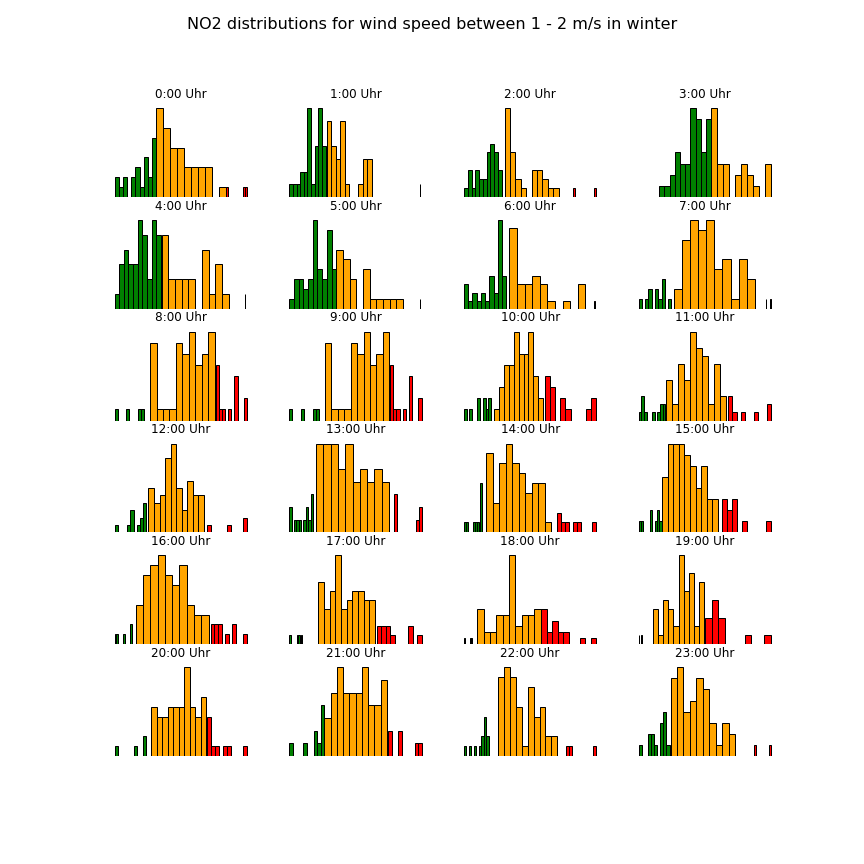 NO2 distributions for wind speed between 1 - 2 m/s in winter
0:00 Uhr
1:00 Uhr
2:00 Uhr
3:00 Uhr
4:00 Uhr
5:00 Uhr
6:00 Uhr
7:00 Uhr
8:00 Uhr
9:00 Uhr
10:00 Uhr
11:00 Uhr
12:00 Uhr
13:00 Uhr
14:00 Uhr
15:00 Uhr
16:00 Uhr
17:00 Uhr
18:00 Uhr
19:00 Uhr
20:00 Uhr
21:00 Uhr
22:00 Uhr
23:00 Uhr